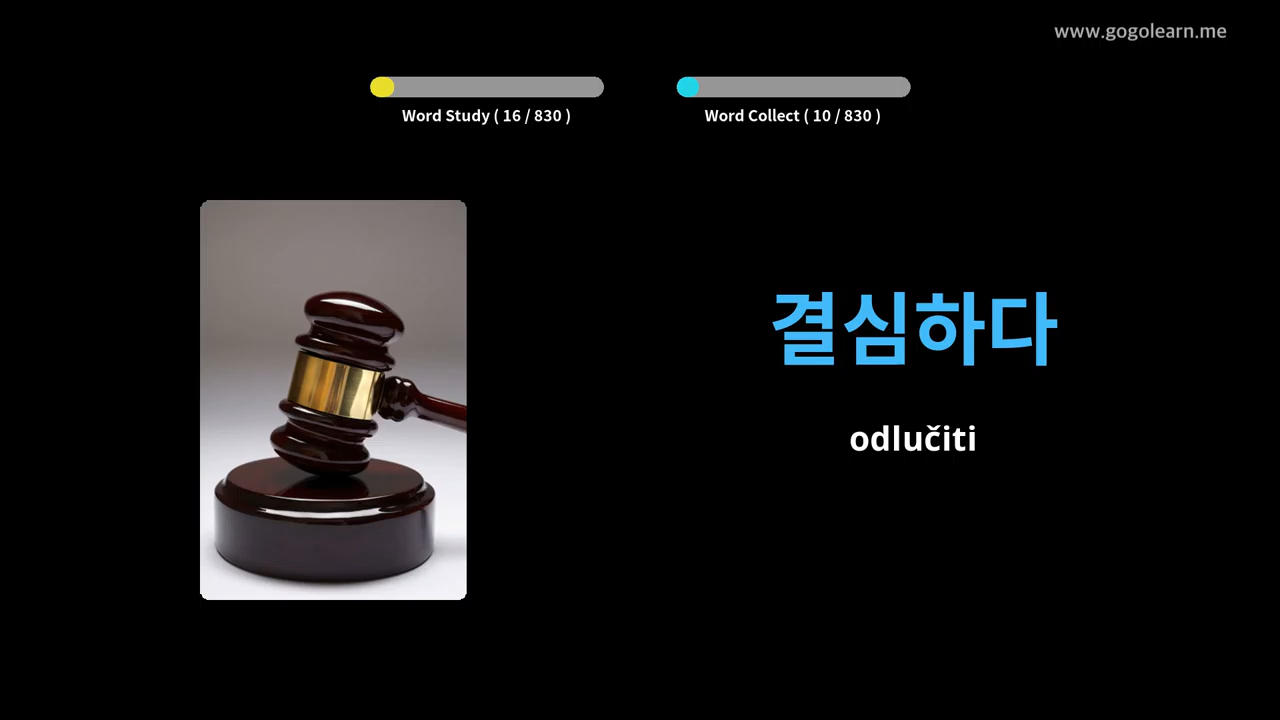 www.gogolearn.me
Word Study ( 16 / 830 )
Word Collect ( 10 / 830 )
결심하다
odlučiti